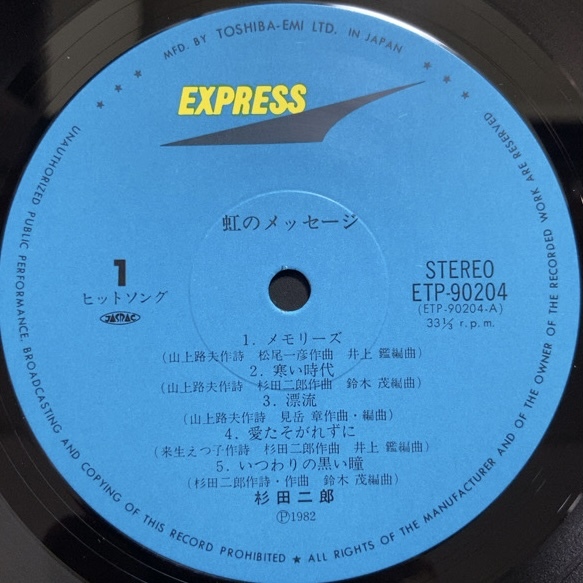 MFD. BY TOSHIBA-EMI LTD. IN JAPAN
EXPRESS
虹のメッセージ
1
ヒットソング
JASRAC
STEREO
ETP-90204
(ETP-90204-A)
33⅓ r.p.m.
1. メモリーズ
(山上路夫作詩 松尾一彦作曲 井上 鑑編曲)
2. 寒い時代
(山上路夫作詩 杉田二郎作曲 鈴木 茂編曲)
3. 漂流
(山上路夫作詩 見岳 章作曲・編曲)
4. 愛たそがれずに
(来生えつ子作詩 杉田二郎作曲 井上 鑑編曲)
5. いつわりの黒い瞳
(杉田二郎作詩・作曲 鈴木 茂編曲)
杉田二郎
Ⓟ1982
UNAUTHORIZED PUBLIC PERFORMANCE, BROADCASTING AND COPYING OF THIS RECORD PROHIBITED ★ ALL RIGHTS OF THE MANUFACTURER AND OF THE OWNER OF THE RECORDED WORK ARE RESERVED